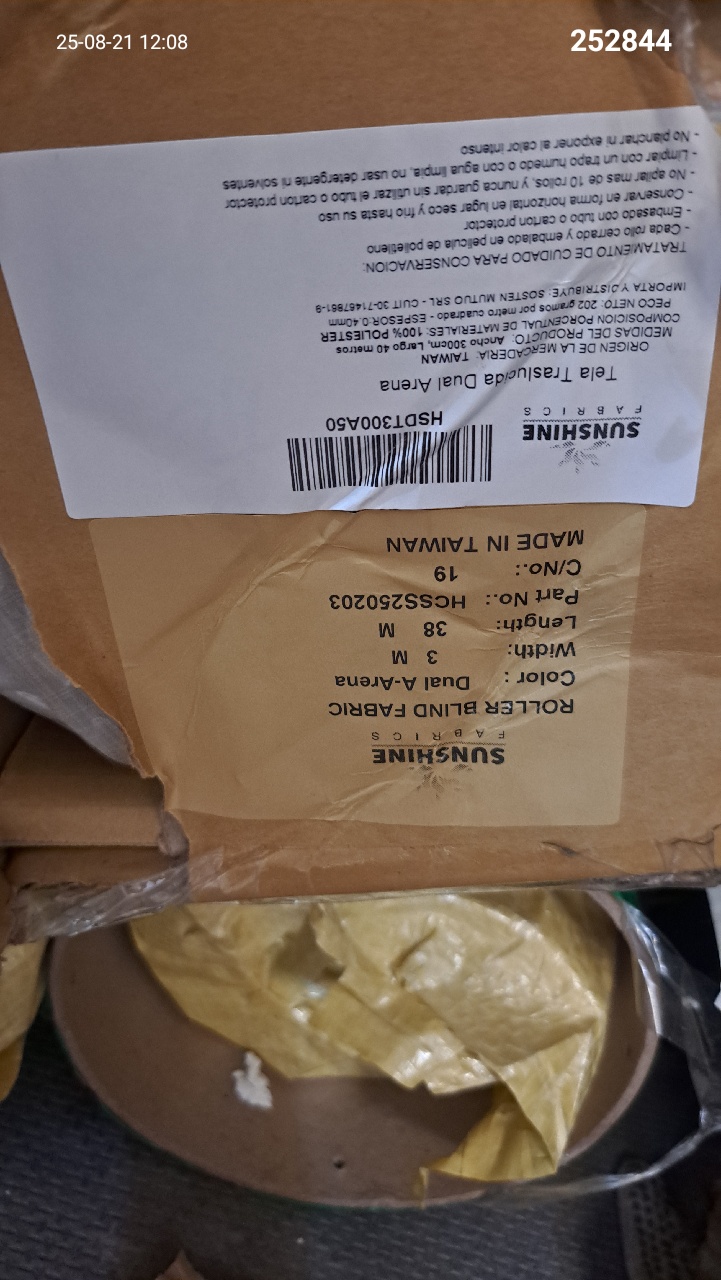 25-08-21 12:08
252844
SUNSHINE
FABRICS
ROLLER BLIND FABRIC
Color : Dual A-Arena
Width: 3 M
Length: 38 M
Part No.: HCSS250203
C/No.: 19
MADE IN TAIWAN
SUNSHINE
FABRICS
HSDT300A50
Tela Traslucida Dual Arena
ORIGEN DE LA MERCADERIA: TAIWAN
MEDIDAS DEL PRODUCTO: Ancho 300cm, Largo 40 metros
COMPOSICION PORCENTUAL DE MATERIALES: 100% POLIESTER
PECO NETO: 202 gramos por metro cuadrado - ESPESOR:0.40mm
IMPORTA Y DISTRIBUYE: SOSTEN MUTUO SRL - CUIT 30-71467861-9
TRATAMIENTO DE CUIDADO PARA CONSERVACION:
- Cada rollo cerrado y embalado en película de polietileno
- Embasado con tubo o carton protector
- Conservar en forma horizontal en lugar seco y frio hasta su uso
- No apilar mas de 10 rollos, y nunca guardar sin utilizar el tubo o carton protector
- Limpiar con un trapo humedo o con agua limpia, no usar detergente ni solventes
- No planchar ni exponer al calor intenso